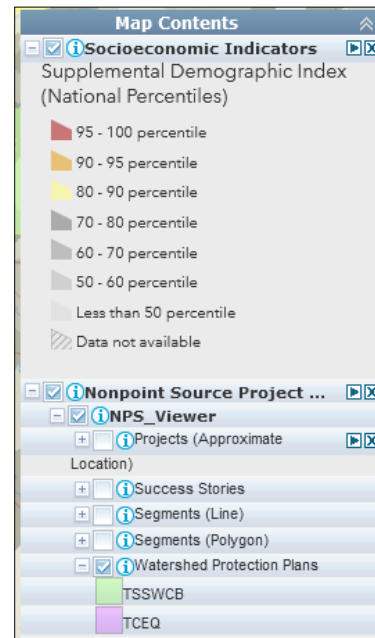 Map Contents
Socioeconomic Indicators
Supplemental Demographic Index
(National Percentiles)
95 - 100 percentile
90 - 95 percentile
80 - 90 percentile
70 - 80 percentile
60 - 70 percentile
50 - 60 percentile
Less than 50 percentile
Data not available
Nonpoint Source Project ...
NPS_Viewer
Projects (Approximate
Location)
Success Stories
Segments (Line)
Segments (Polygon)
Watershed Protection Plans
TSSWCB
TCEQ